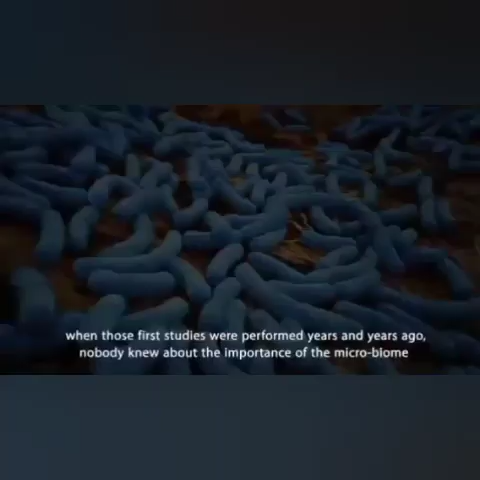 when those first studies were performed years and years ago,
nobody knew about the importance of the micro-biome